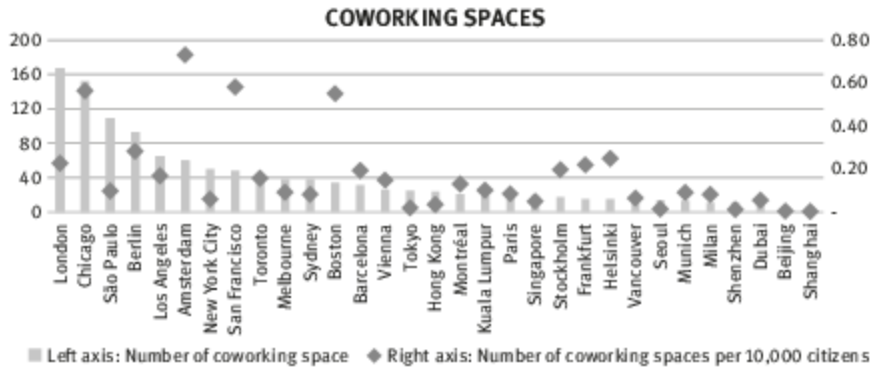 COWORKING SPACES
200 0.80
160 0.60
120 0.40
80
40 0.20
0 -
London
Chicago
São Paulo
Berlin
Los Angeles
Amsterdam
New York City
San Francisco
Toronto
Melbourne
Sydney
Boston
Barcelona
Vienna
Tokyo
Hong Kong
Montréal
Kuala Lumpur
Paris
Singapore
Stockholm
Frankfurt
Helsinki
Vancouver
Seoul
Munich
Milan
Shenzhen
Dubai
Beijing
Shanghai
Left axis: Number of coworking space Right axis: Number of coworking spaces per 10,000 citizens